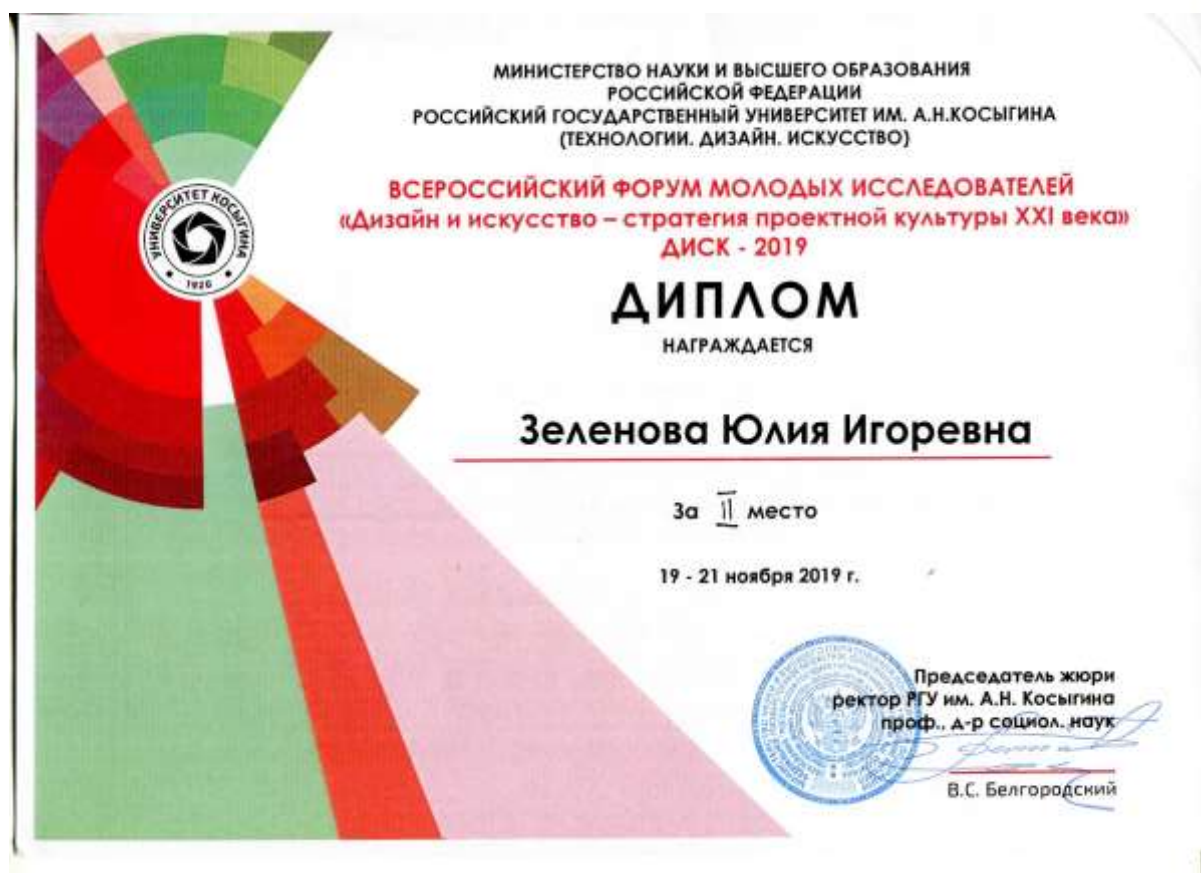 МИНИСТЕРСТВО НАУКИ И ВЫСШЕГО ОБРАЗОВАНИЯ
РОССИЙСКОЙ ФЕДЕРАЦИИ
РОССИЙСКИЙ ГОСУДАРСТВЕННЫЙ УНИВЕРСИТЕТ ИМ. А.Н.КОСЫГИНА
(ТЕХНОЛОГИИ. ДИЗАЙН. ИСКУССТВО)
ВСЕРОССИЙСКИЙ ФОРУМ МОЛОДЫХ ИССЛЕДОВАТЕЛЕЙ
«Дизайн и искусство – стратегия проектной культуры XXI века»
ДИСК - 2019
УНИВЕРСИТЕТ КОСЫГИНА
1920
ДИПЛОМ
НАГРАЖДАЕТСЯ
Зеленова Юлия Игоревна
За II место
19 - 21 ноября 2019 г.
Председатель жюри
ректор РГУ им. А.Н. Косыгина
проф., д-р социол. наук
В.С. Белгородский